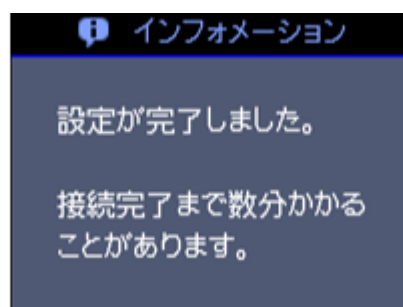 インフォメーション
設定が完了しました。
接続完了まで数分かかる
ことがあります。